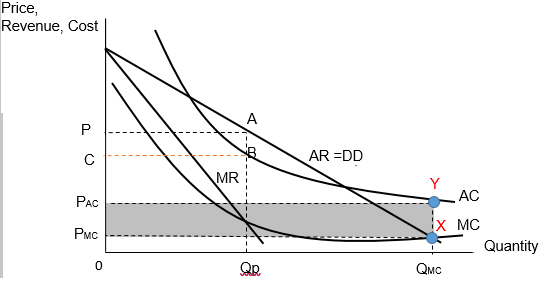 Price,
Revenue, Cost
A
P
AR =DD
B
C
MR
Y
AC
PAC
X
MC
PMC
Quantity
0
Qp
QMC